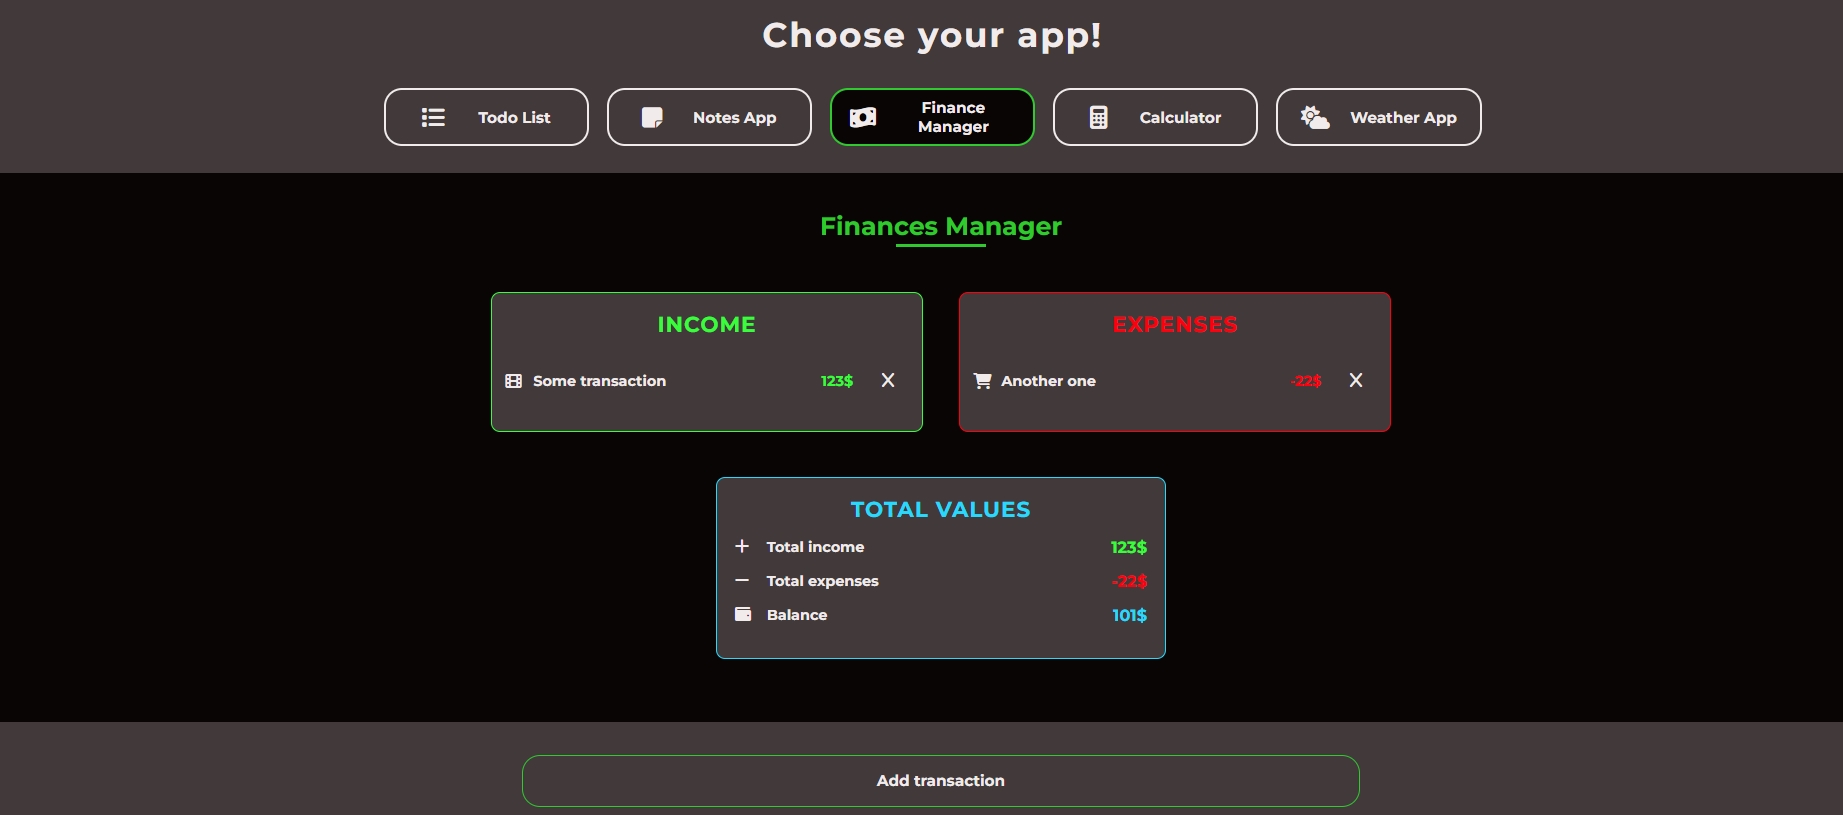 Choose your app!
Todo List
Notes App
Finance
Manager
Calculator
Weather App
Finances Manager
INCOME
Some transaction 123$ X
EXPENSES
Another one -22$ X
TOTAL VALUES
Total income 123$
Total expenses -22$
Balance 101$
Add transaction